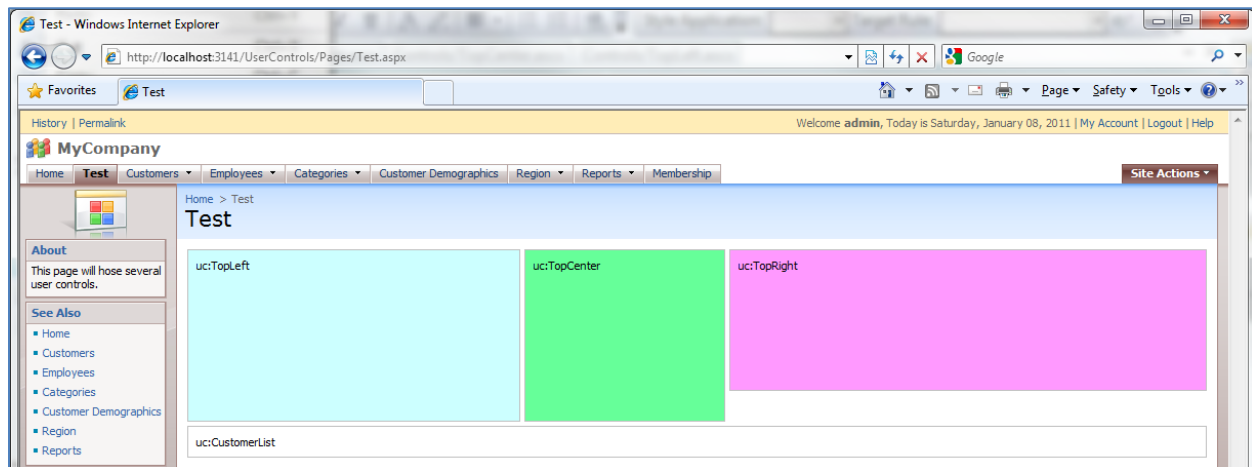 Test - Windows Internet Explorer
http://localhost:3141/UserControls/Pages/Test.aspx
Google
Favorites Test Page Safety Tools
History | Permalink Welcome admin, Today is Saturday, January 08, 2011 | My Account | Logout | Help
MyCompany
Home Test Customers Employees Categories Customer Demographics Region Reports Membership Site Actions
Home > Test
Test
About
This page will hose several
user controls.
See Also
Home
Customers
Employees
Categories
Customer Demographics
Region
Reports
uc:TopLeft uc:TopCenter uc:TopRight
uc:CustomerList